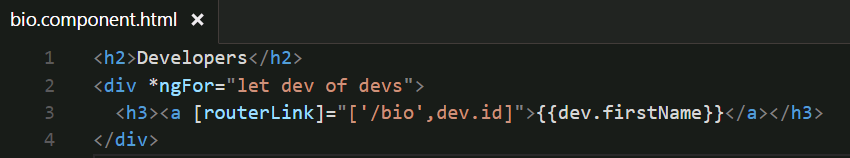 bio.component.html ×
1 <h2>Developers</h2>
2 <div *ngFor="let dev of devs">
3   <h3><a [routerLink]="['/bio',dev.id]">{{dev.firstName}}</a></h3>
4 </div>